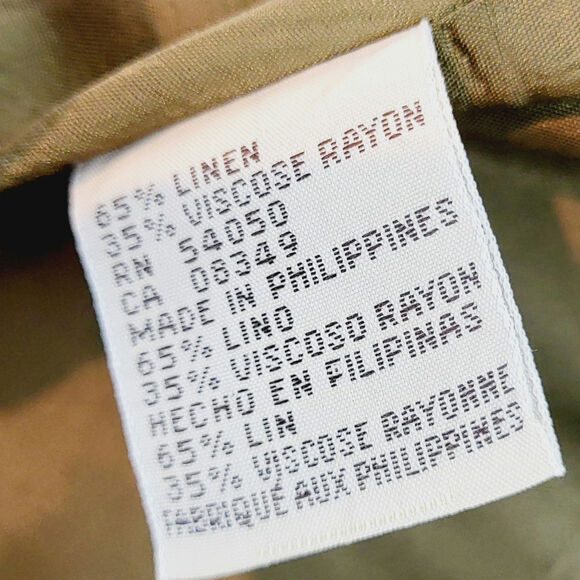 65% LINEN
35% VISCOSE RAYON
RN 54050
CA 08349
MADE IN PHILIPPINES
65% LINO
35% VISCOSO RAYON
HECHO EN PILIPINAS
65% LIN
35% VISCOSE RAYONNE
FABRIQUE AUX PHILIPPINES